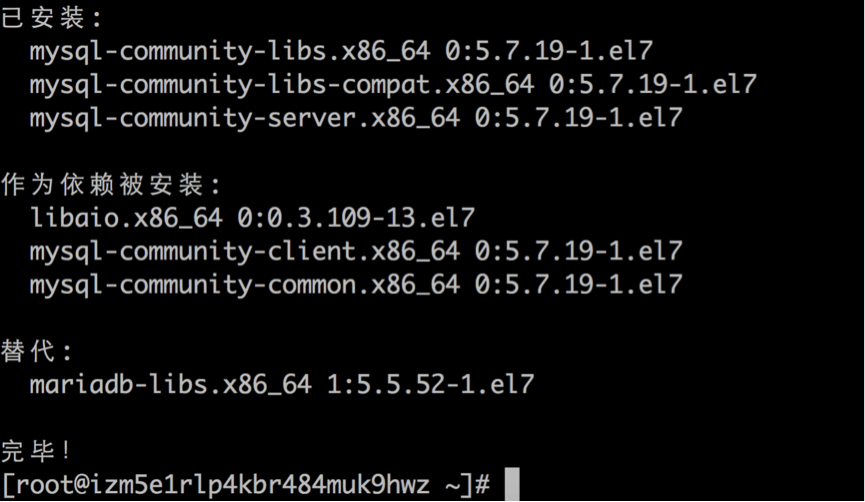 已安装:
mysql-community-libs.x86_64 0:5.7.19-1.el7
mysql-community-libs-compat.x86_64 0:5.7.19-1.el7
mysql-community-server.x86_64 0:5.7.19-1.el7
作为依赖被安装:
libaio.x86_64 0:0.3.109-13.el7
mysql-community-client.x86_64 0:5.7.19-1.el7
mysql-community-common.x86_64 0:5.7.19-1.el7
替代:
mariadb-libs.x86_64 1:5.5.52-1.el7
完毕!
[root@izm5e1rlp4kbr484muk9hwz ~]#